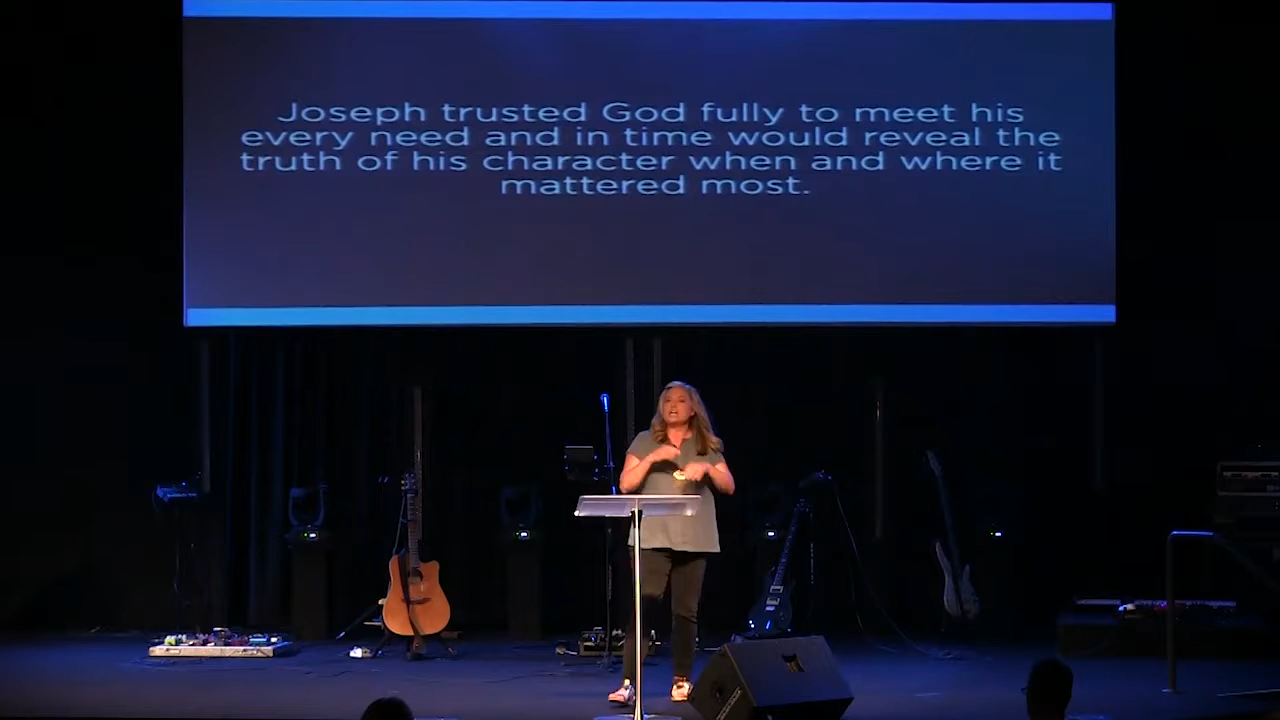 Joseph trusted God fully to meet his
every need and in time would reveal the
truth of his character when and where it
mattered most.